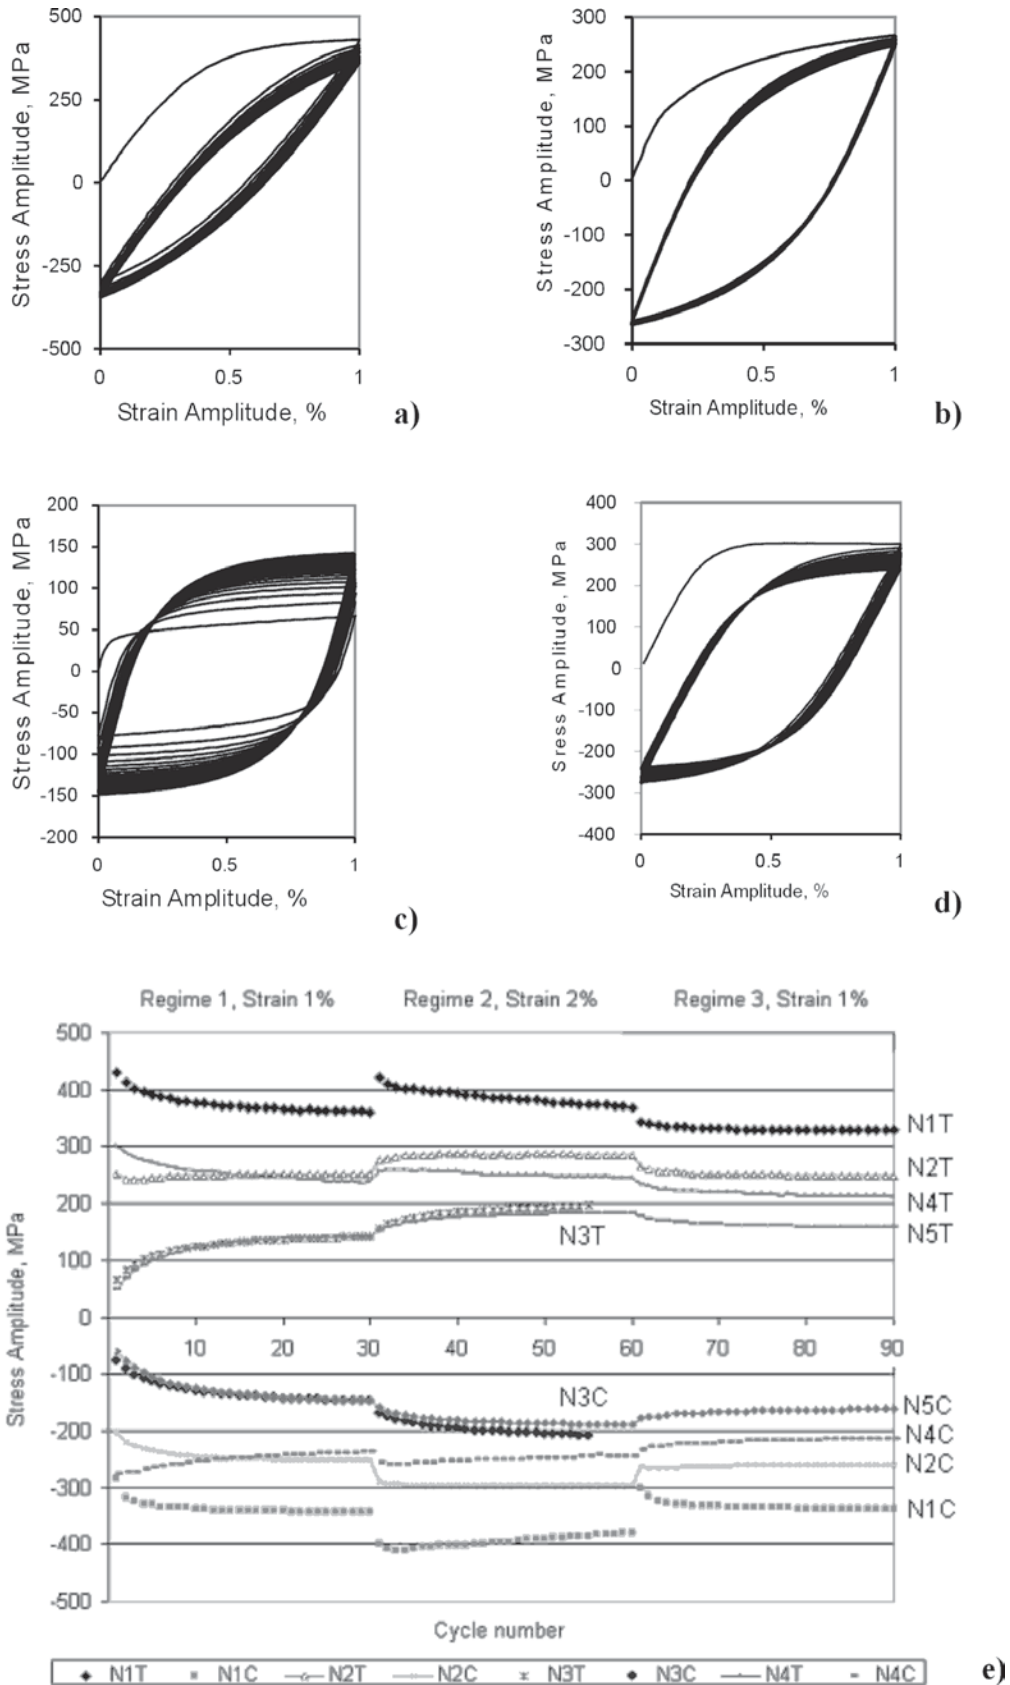 500
250
0
-250
-500
Stress Amplitude, MPa
0 0.5 1
Strain Amplitude, %
a)
300
200
100
0
-100
-200
-300
Stress Amplitude, MPa
0 0.5 1
Strain Amplitude, %
b)
200
150
100
50
0
-50
-100
-150
-200
Stress Amplitude, MPa
0 0.5 1
Strain Amplitude, %
c)
400
300
200
100
0
-100
-200
-300
-400
Sress Amplitude, MPa
0 0.5 1
Strain Amplitude, %
d)
Regime 1, Strain 1% Regime 2, Strain 2% Regime 3, Strain 1%
500
400
300
200
100
0
-100
-200
-300
-400
-500
Stress Amplitude, MPa
10 20 30 40 50 60 70 80 90
N1T
N2T
N4T
N3T
N5T
N3C
N5C
N4C
N2C
N1C
Cycle number
N1T N1C N2T N2C N3T N3C N4T N4C
e)